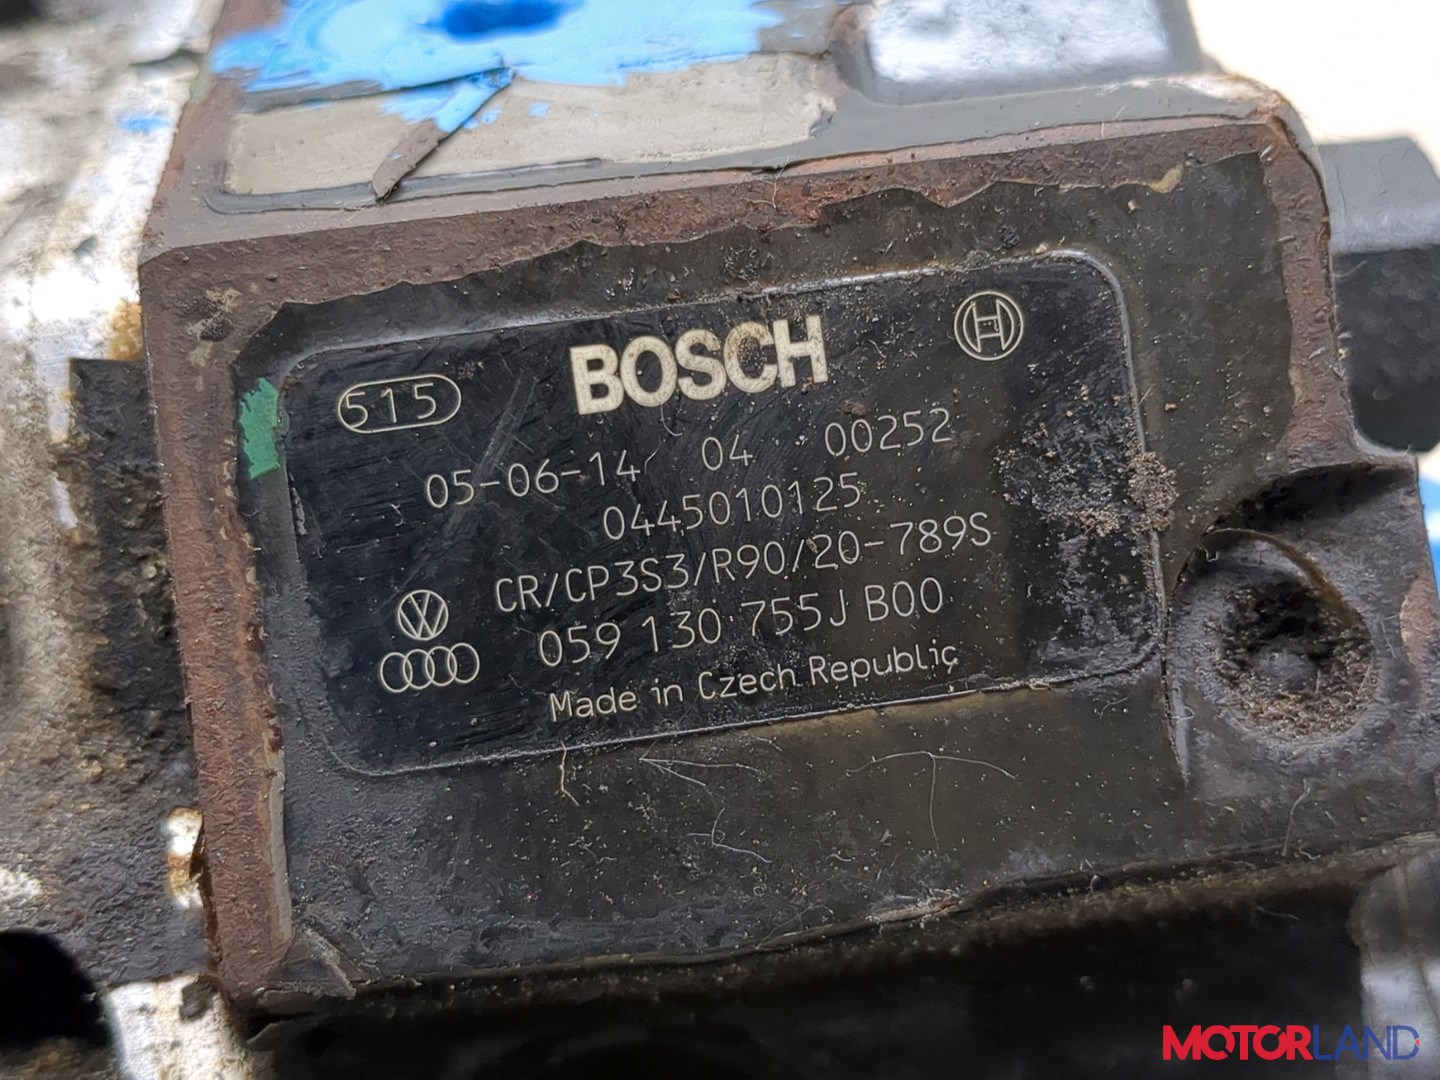 515
BOSCH
05-06-14 04 00252
0445010125
CR/CP3S3/R90/20-789S
059 130 755J B00
Made in Czech Republic
MOTORLAND